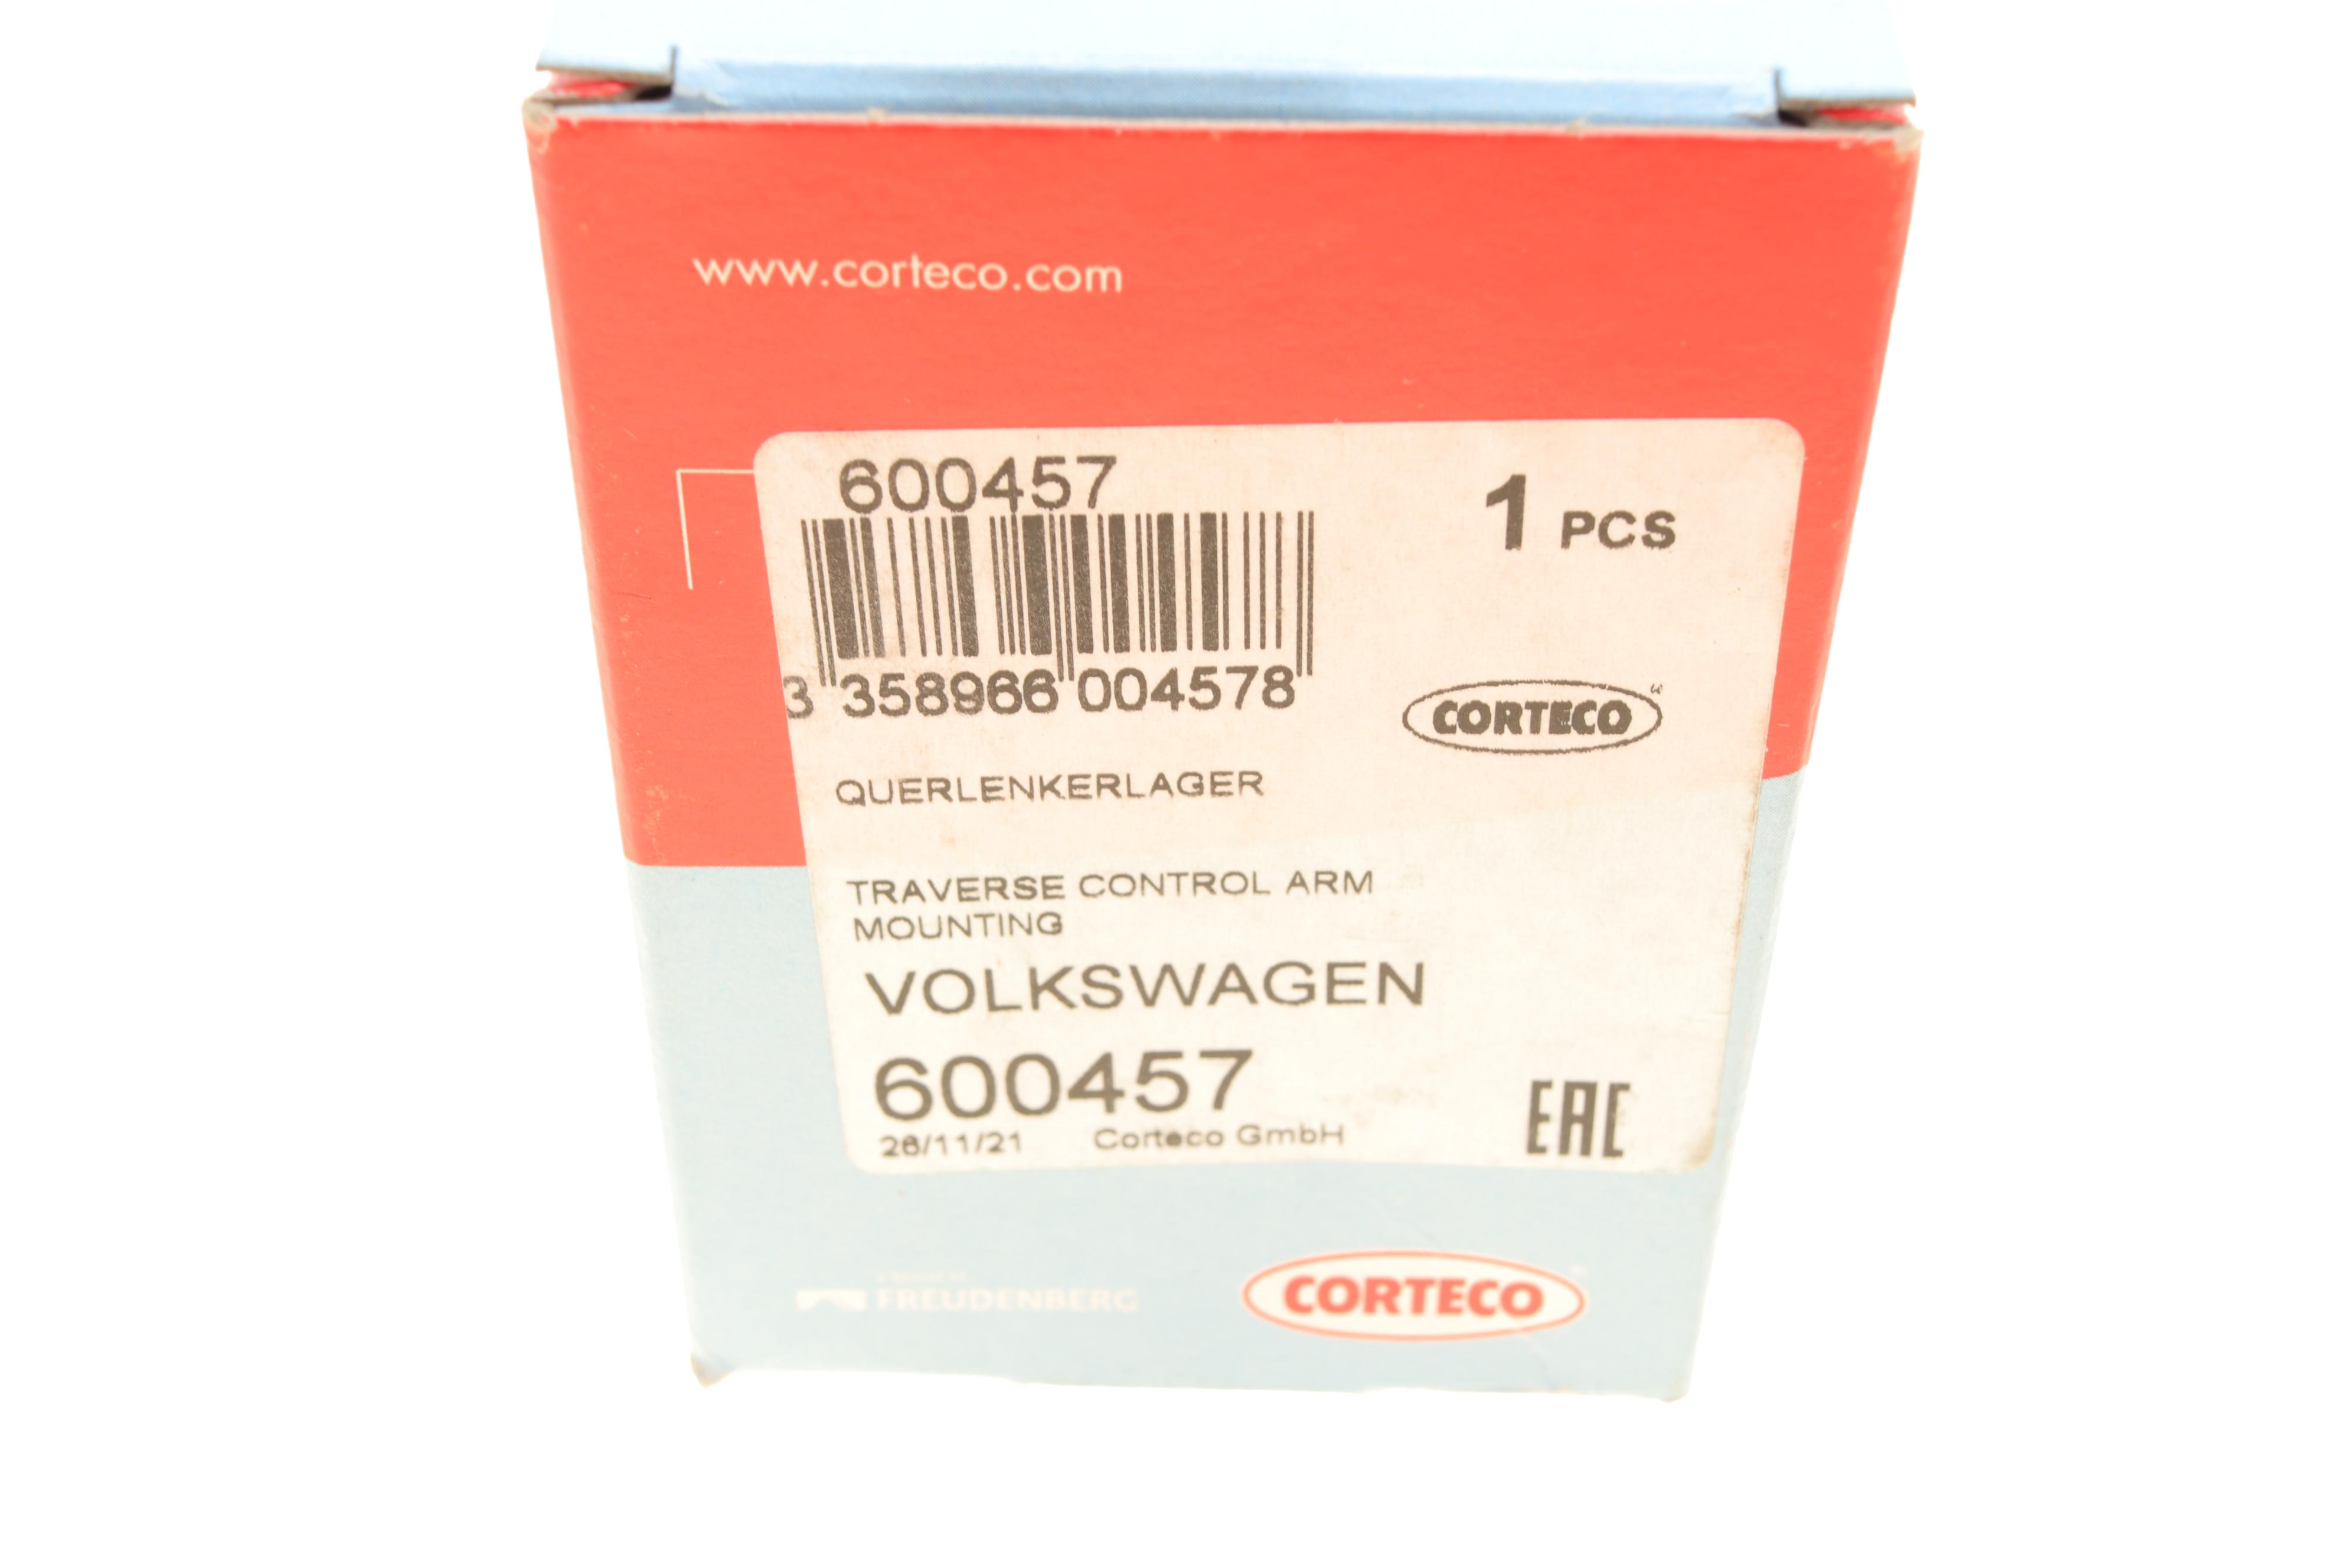 www.corteco.com
600457
1 PCS
3 358966 004578
CORTECO
QUERLENKERLAGER
TRAVERSE CONTROL ARM
MOUNTING
VOLKSWAGEN
600457
26/11/21 Corteco GmbH
EAC
FREUDENBERG
CORTECO